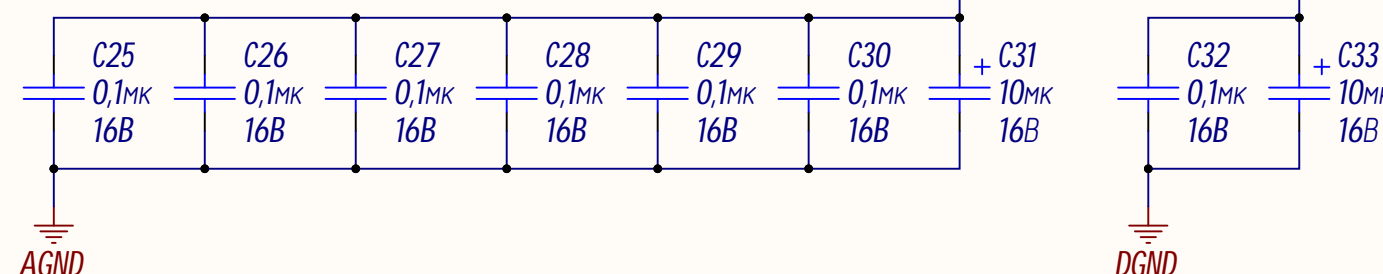 C25
0,1мк
16В
C26
0,1мк
16В
C27
0,1мк
16В
C28
0,1мк
16В
C29
0,1мк
16В
C30
0,1мк
16В
+ C31
10мк
16В
C32
0,1мк
16В
+ C33
10мк
16В
AGND
DGND